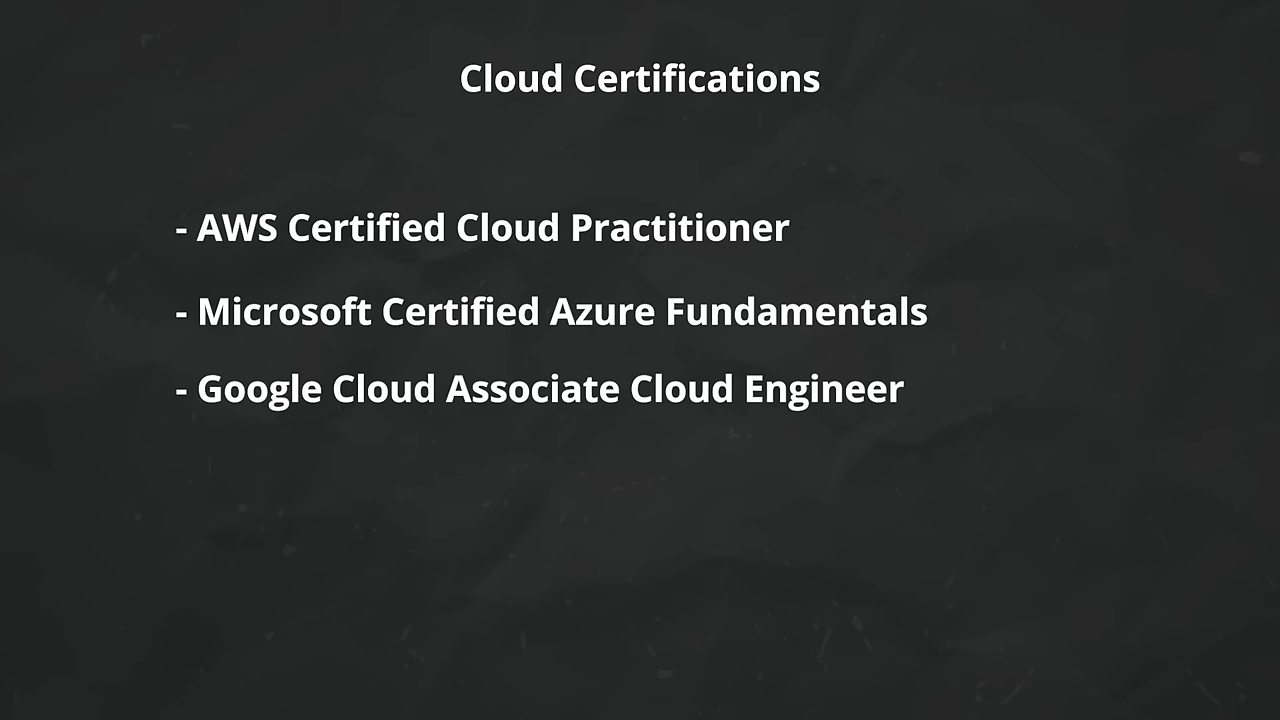 Cloud Certifications
- AWS Certified Cloud Practitioner
- Microsoft Certified Azure Fundamentals
- Google Cloud Associate Cloud Engineer